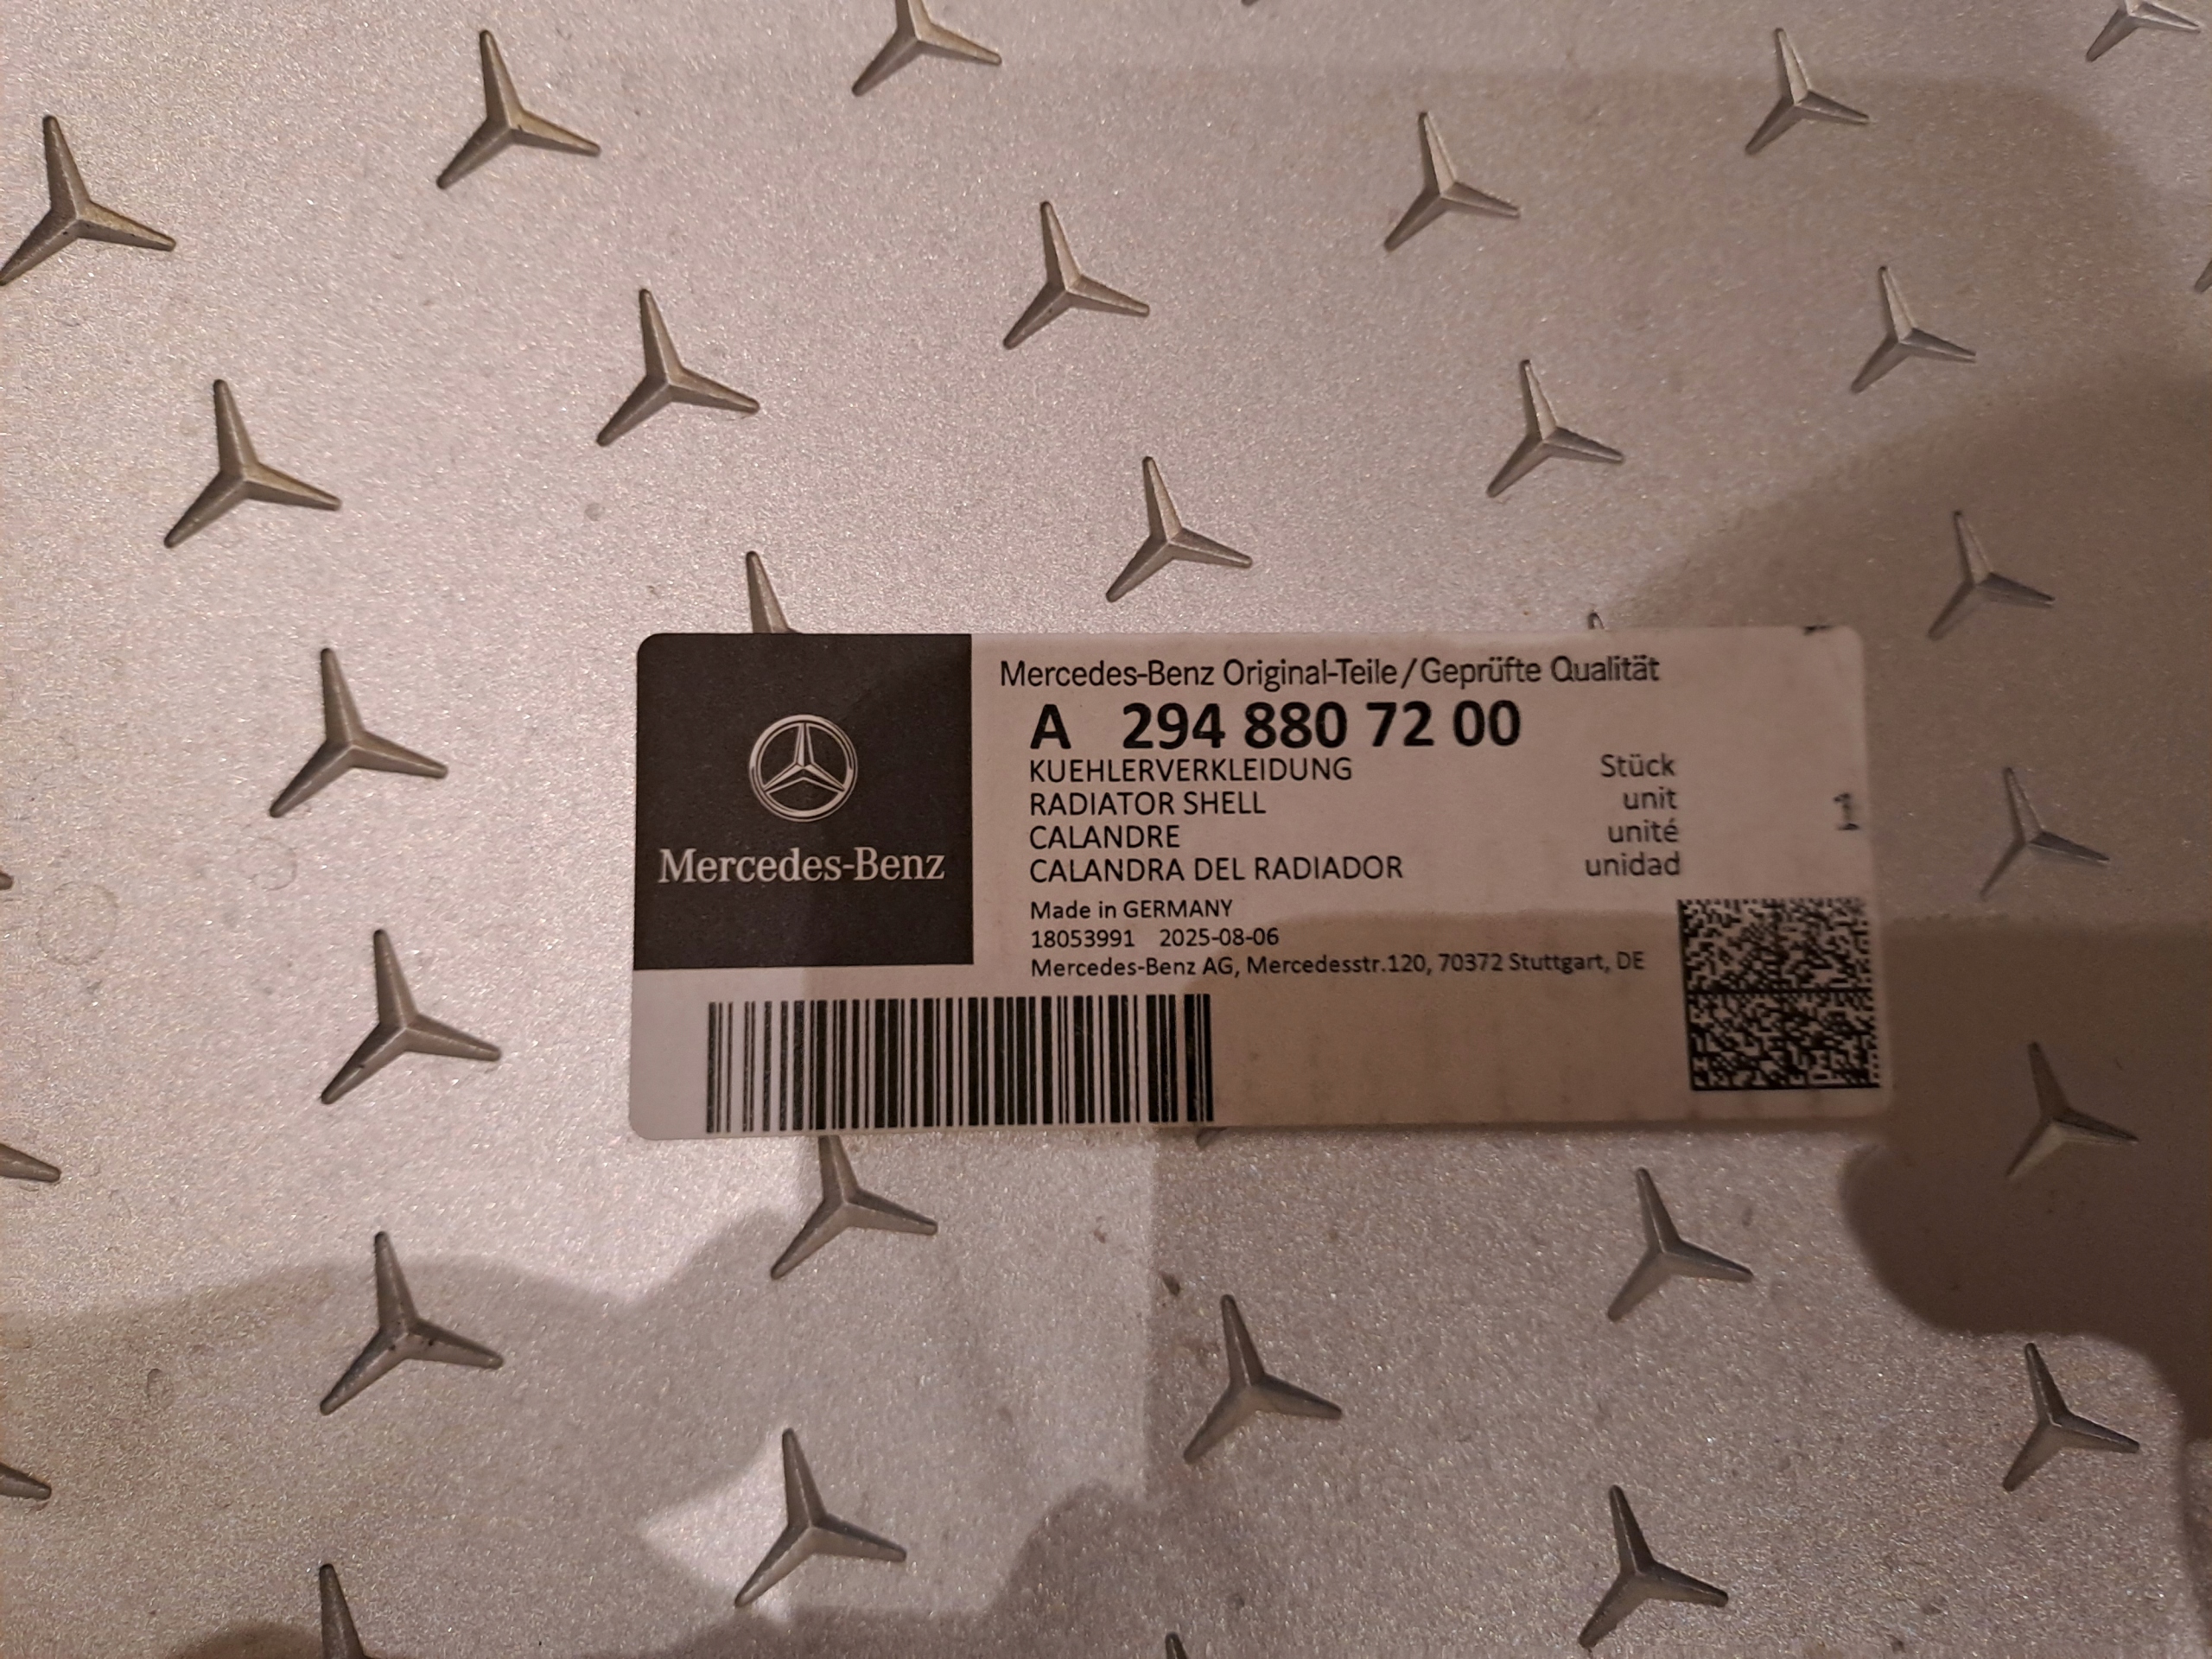 Mercedes-Benz
Mercedes-Benz Original-Teile/Geprüfte Qualität
A 294 880 72 00
KUEHLERVERKLEIDUNG Stück
RADIATOR SHELL unit 1
CALANDRE unité
CALANDRA DEL RADIADOR unidad
Made in GERMANY
18053991 2025-08-06
Mercedes-Benz AG, Mercedesstr.120, 70372 Stuttgart, DE